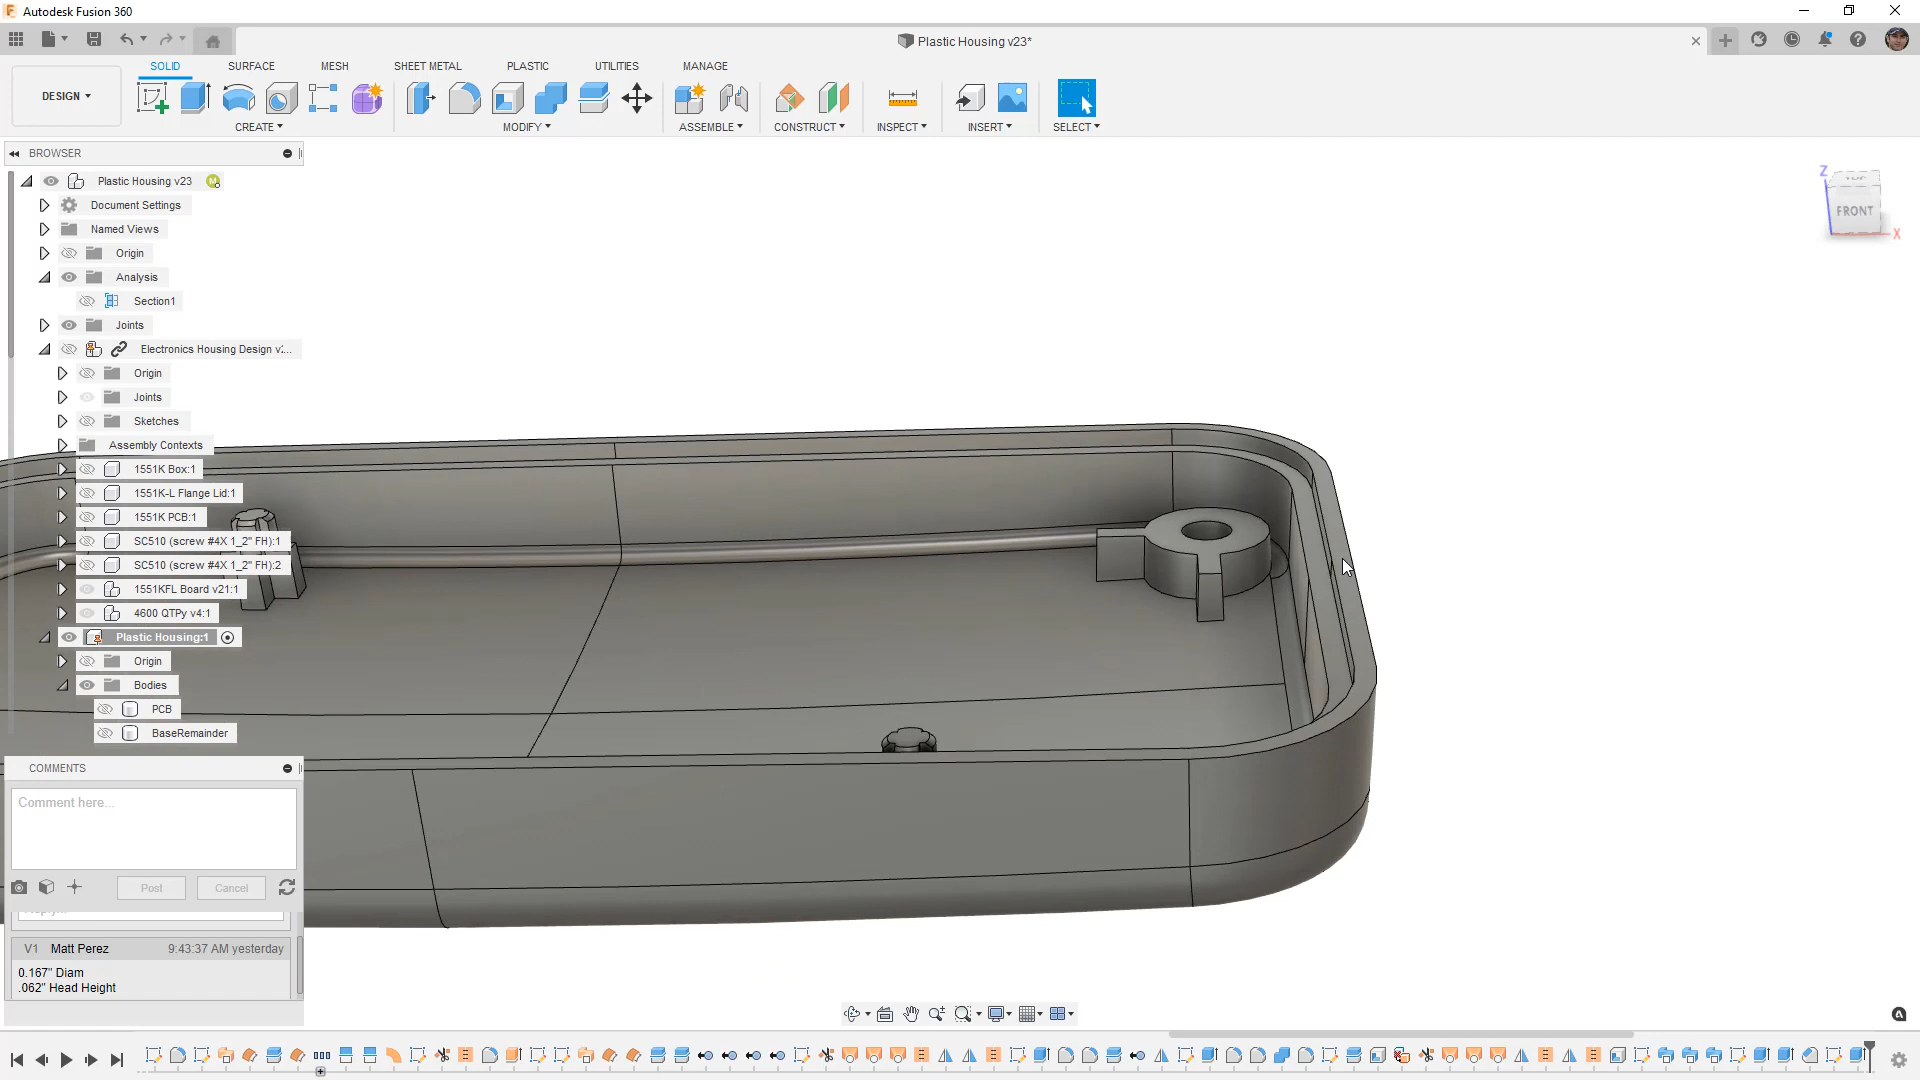 Autodesk Fusion 360
Plastic Housing v23*
DESIGN
SOLID
SURFACE
MESH
SHEET METAL
PLASTIC
UTILITIES
MANAGE
CREATE
MODIFY
ASSEMBLE
CONSTRUCT
INSPECT
INSERT
SELECT
BROWSER
Plastic Housing v23
Document Settings
Named Views
Origin
Analysis
Section1
Joints
Electronics Housing Design v:...
Origin
Joints
Sketches
Assembly Contexts
1551K Box:1
1551K-L Flange Lid:1
1551K PCB:1
SC510 (screw #4X 1_2" FH):1
SC510 (screw #4X 1_2" FH):2
1551KFL Board v21:1
4600 QTPy v4:1
Plastic Housing:1
Origin
Bodies
PCB
BaseRemainder
COMMENTS
Comment here...
Post
Cancel
V1 Matt Perez 9:43:37 AM yesterday
0.167" Diam
.062" Head Height
Z
TOP
FRONT
X